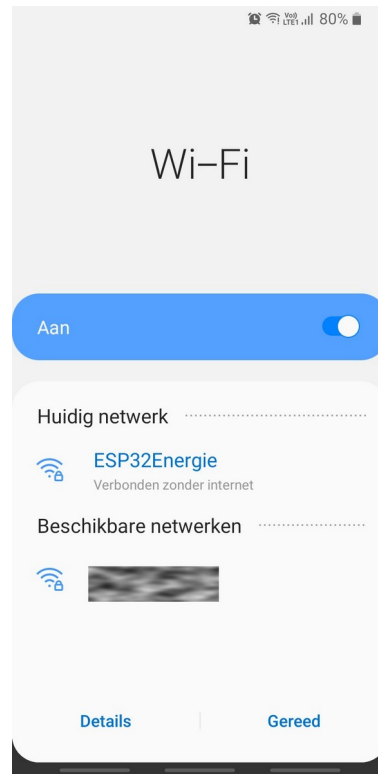 80%
Wi-Fi
Aan
Huidig netwerk
ESP32Energie
Verbonden zonder internet
Beschikbare netwerken
Details
Gereed